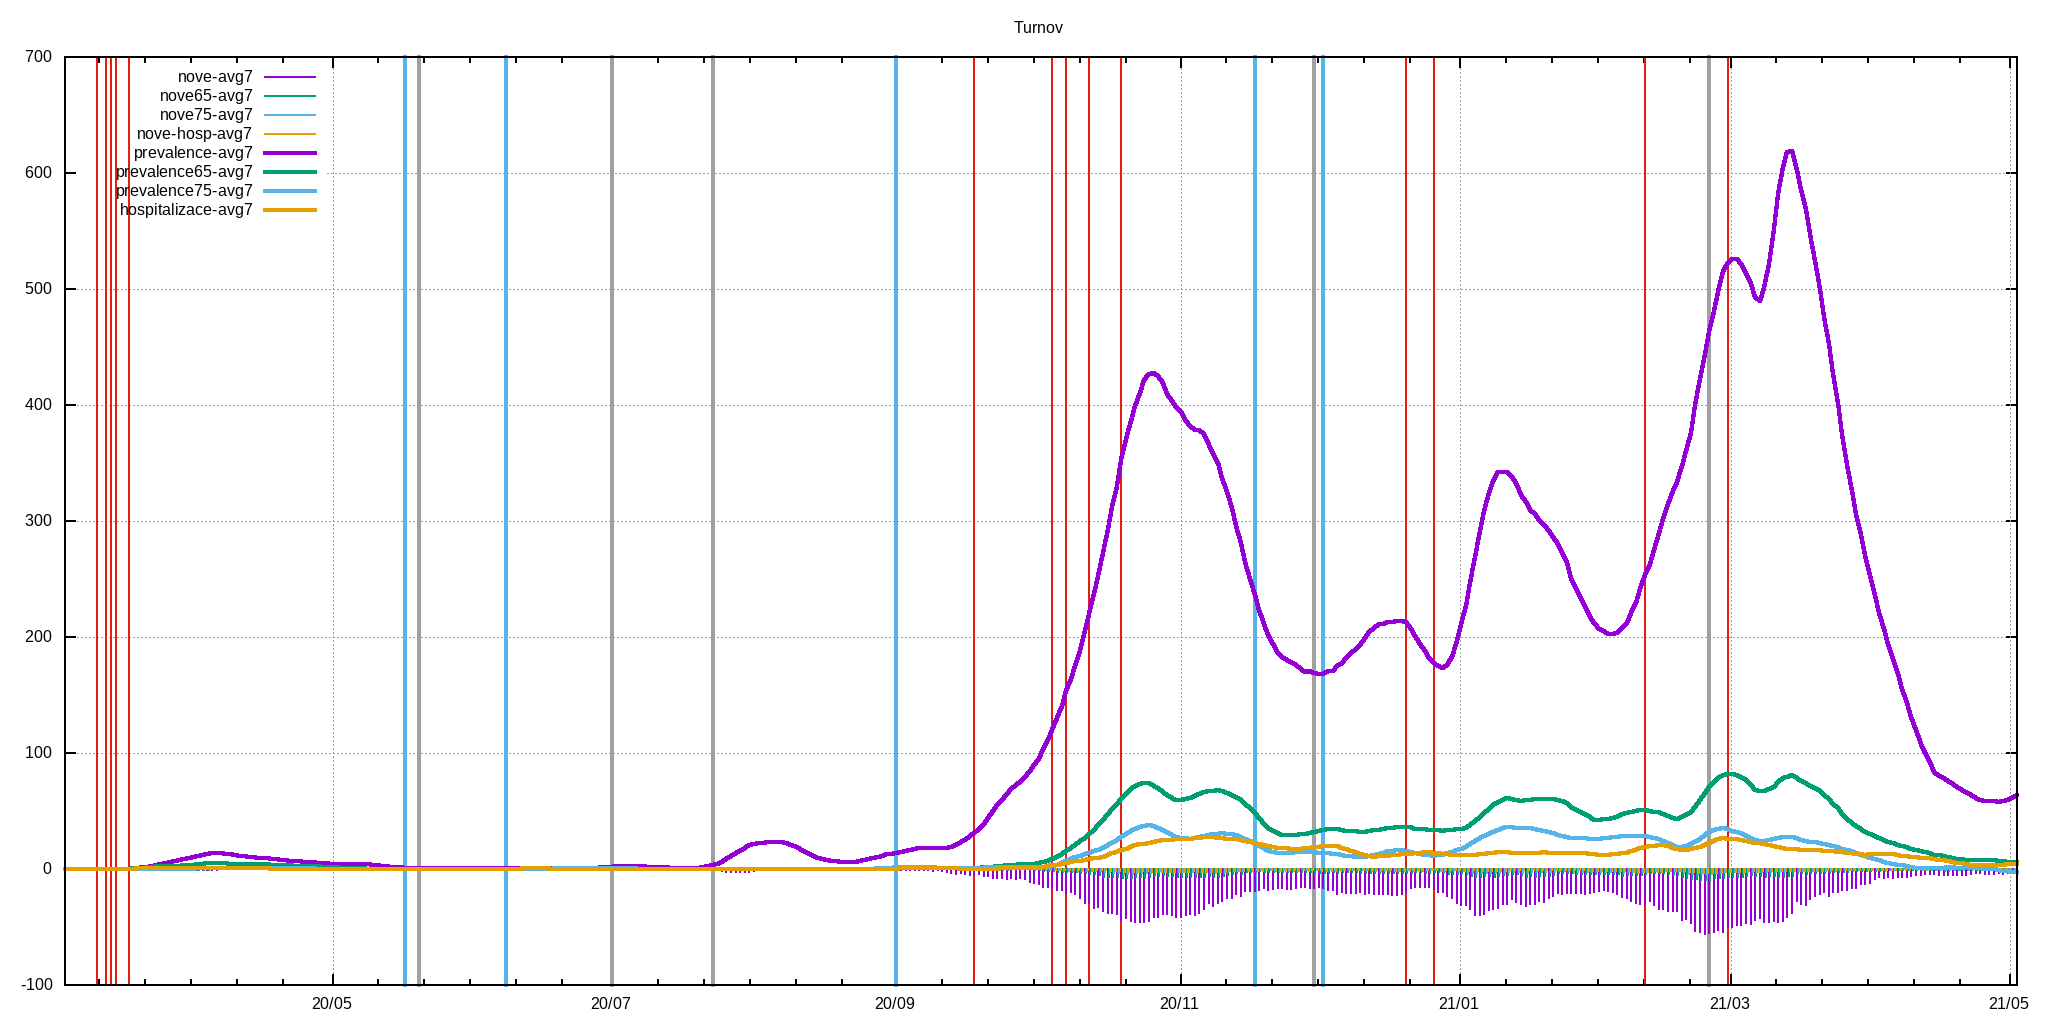 Turnov
700
600
500
400
300
200
100
0
-100
nove-avg7
nove65-avg7
nove75-avg7
nove-hosp-avg7
prevalence-avg7
prevalence65-avg7
prevalence75-avg7
hospitalizace-avg7
20/05 20/07 20/09 20/11 21/01 21/03 21/05